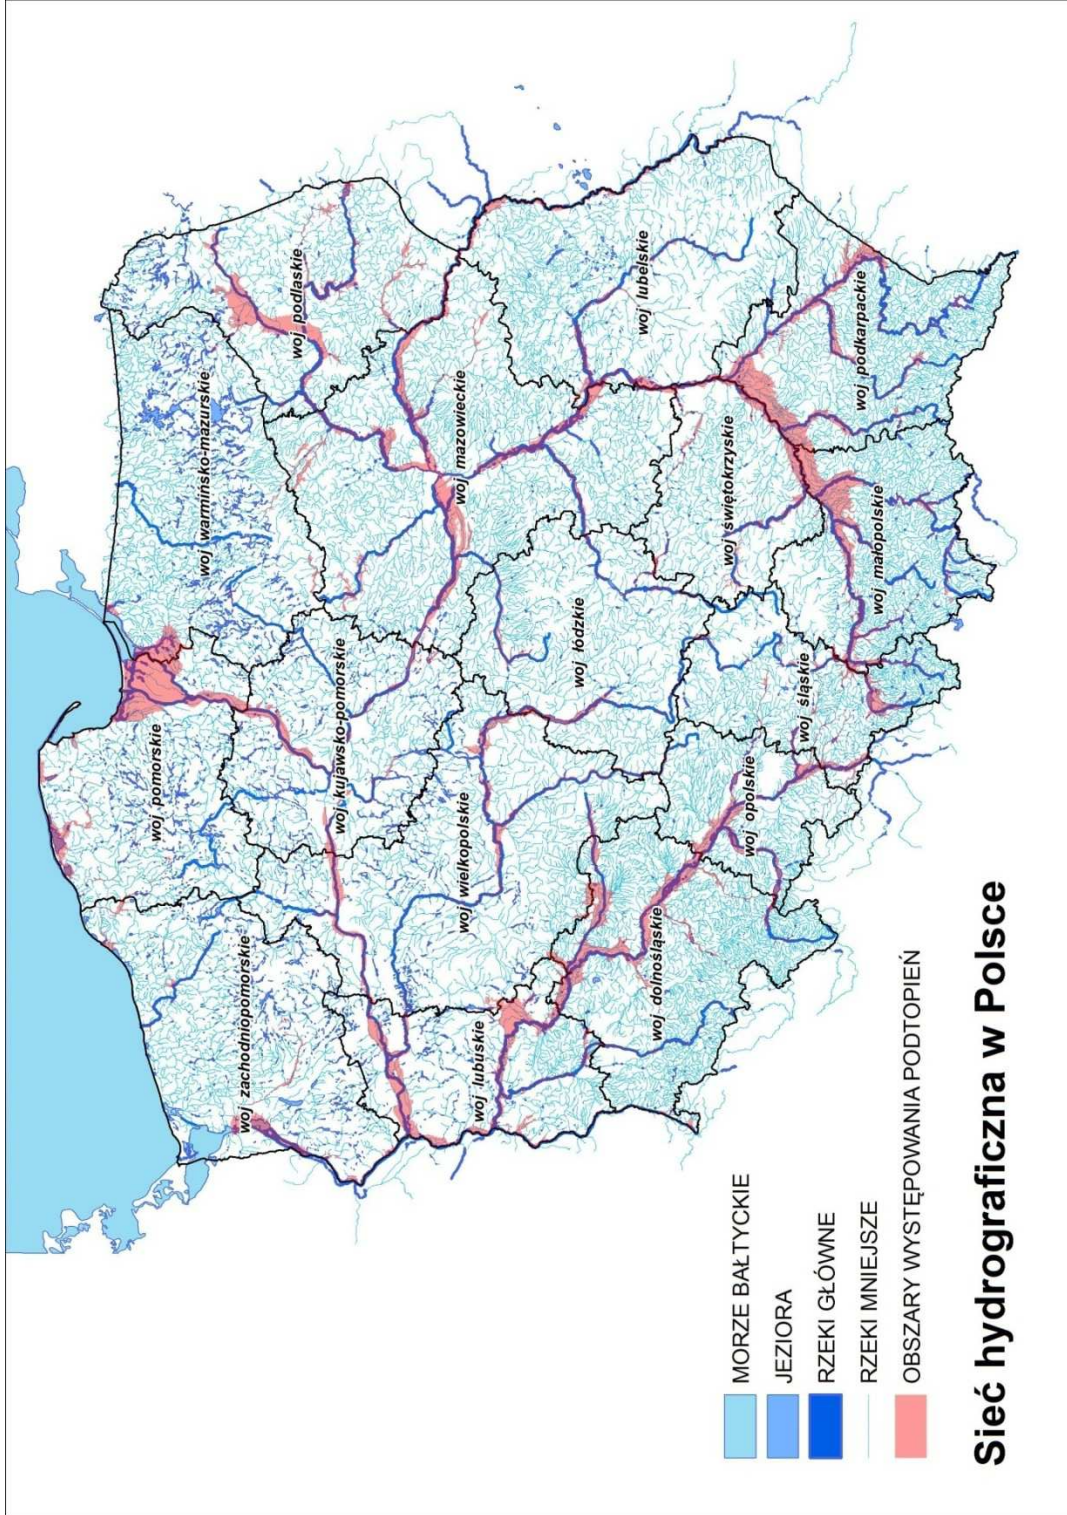 woj pomorskie
woj warmińsko-mazurskie
woj podlaskie
woj zachodniopomorskie
woj kujawsko-pomorskie
woj mazowieckie
woj lubuskie
woj wielkopolskie
woj łódzkie
woj lubelskie
woj dolnośląskie
woj opolskie
woj śląskie
woj świętokrzyskie
woj małopolskie
woj podkarpackie
MORZE BAŁTYCKIE
JEZIORA
RZEKI GŁÓWNE
RZEKI MNIEJSZE
OBSZARY WYSTĘPOWANIA PODTOPIEŃ
Sieć hydrograficzna w Polsce